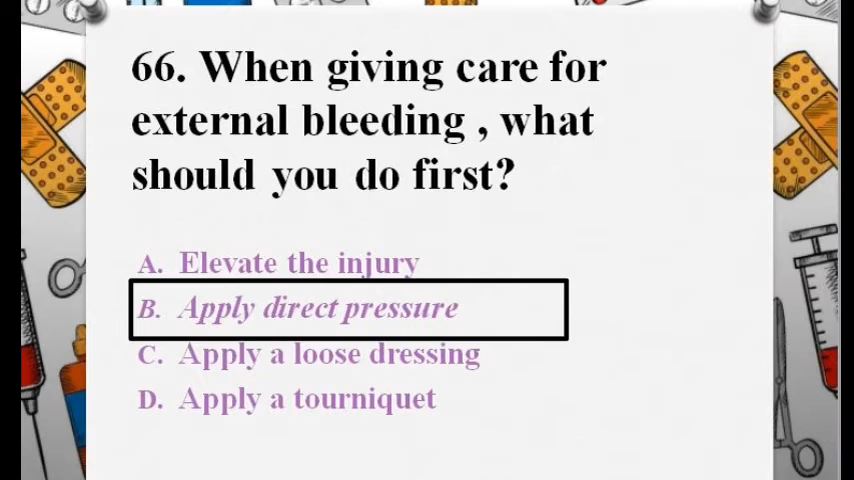 66. When giving care for
external bleeding , what
should you do first?
A. Elevate the injury
B. Apply direct pressure
C. Apply a loose dressing
D. Apply a tourniquet